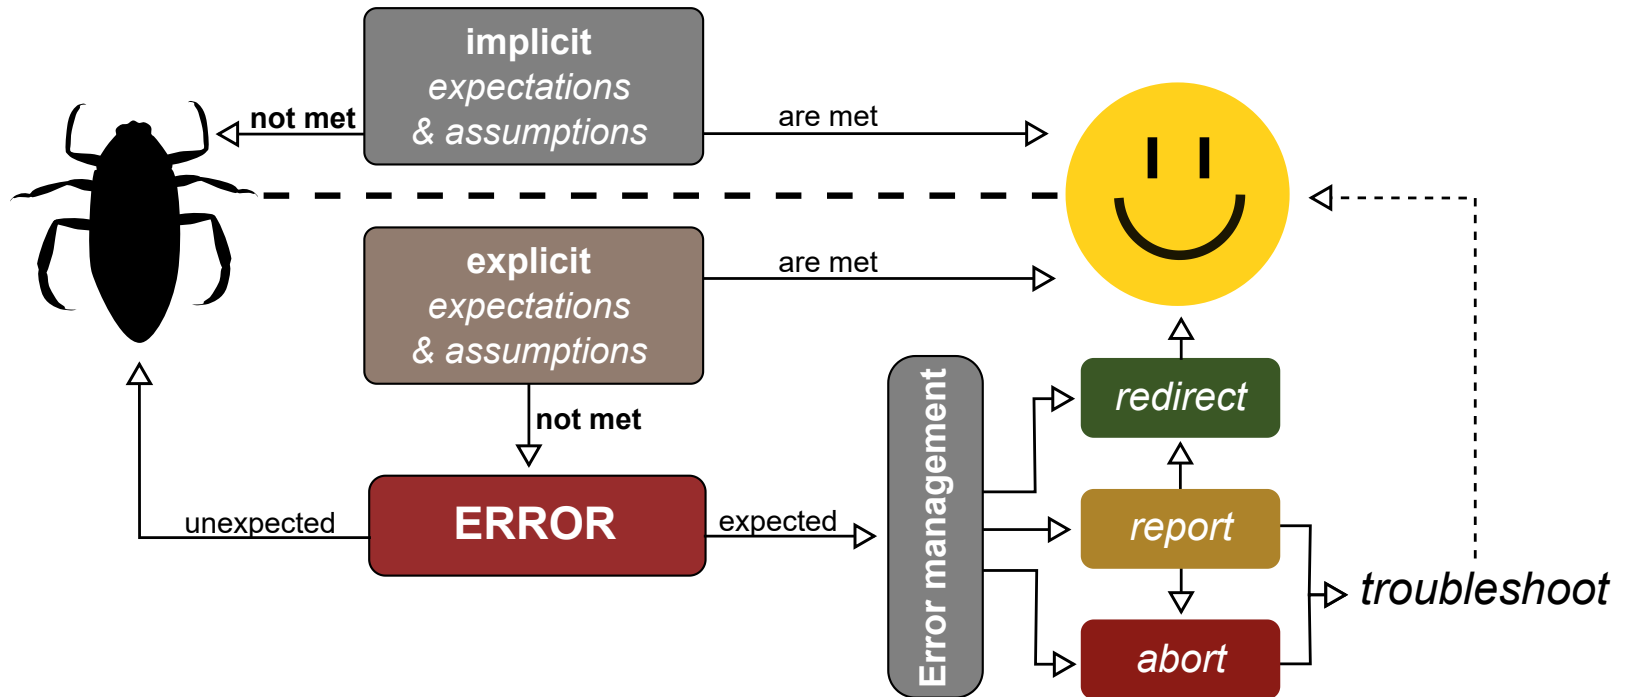 implicit
expectations
& assumptions
not met
are met
explicit
expectations
& assumptions
are met
not met
ERROR
unexpected
expected
Error management
redirect
report
abort
troubleshoot